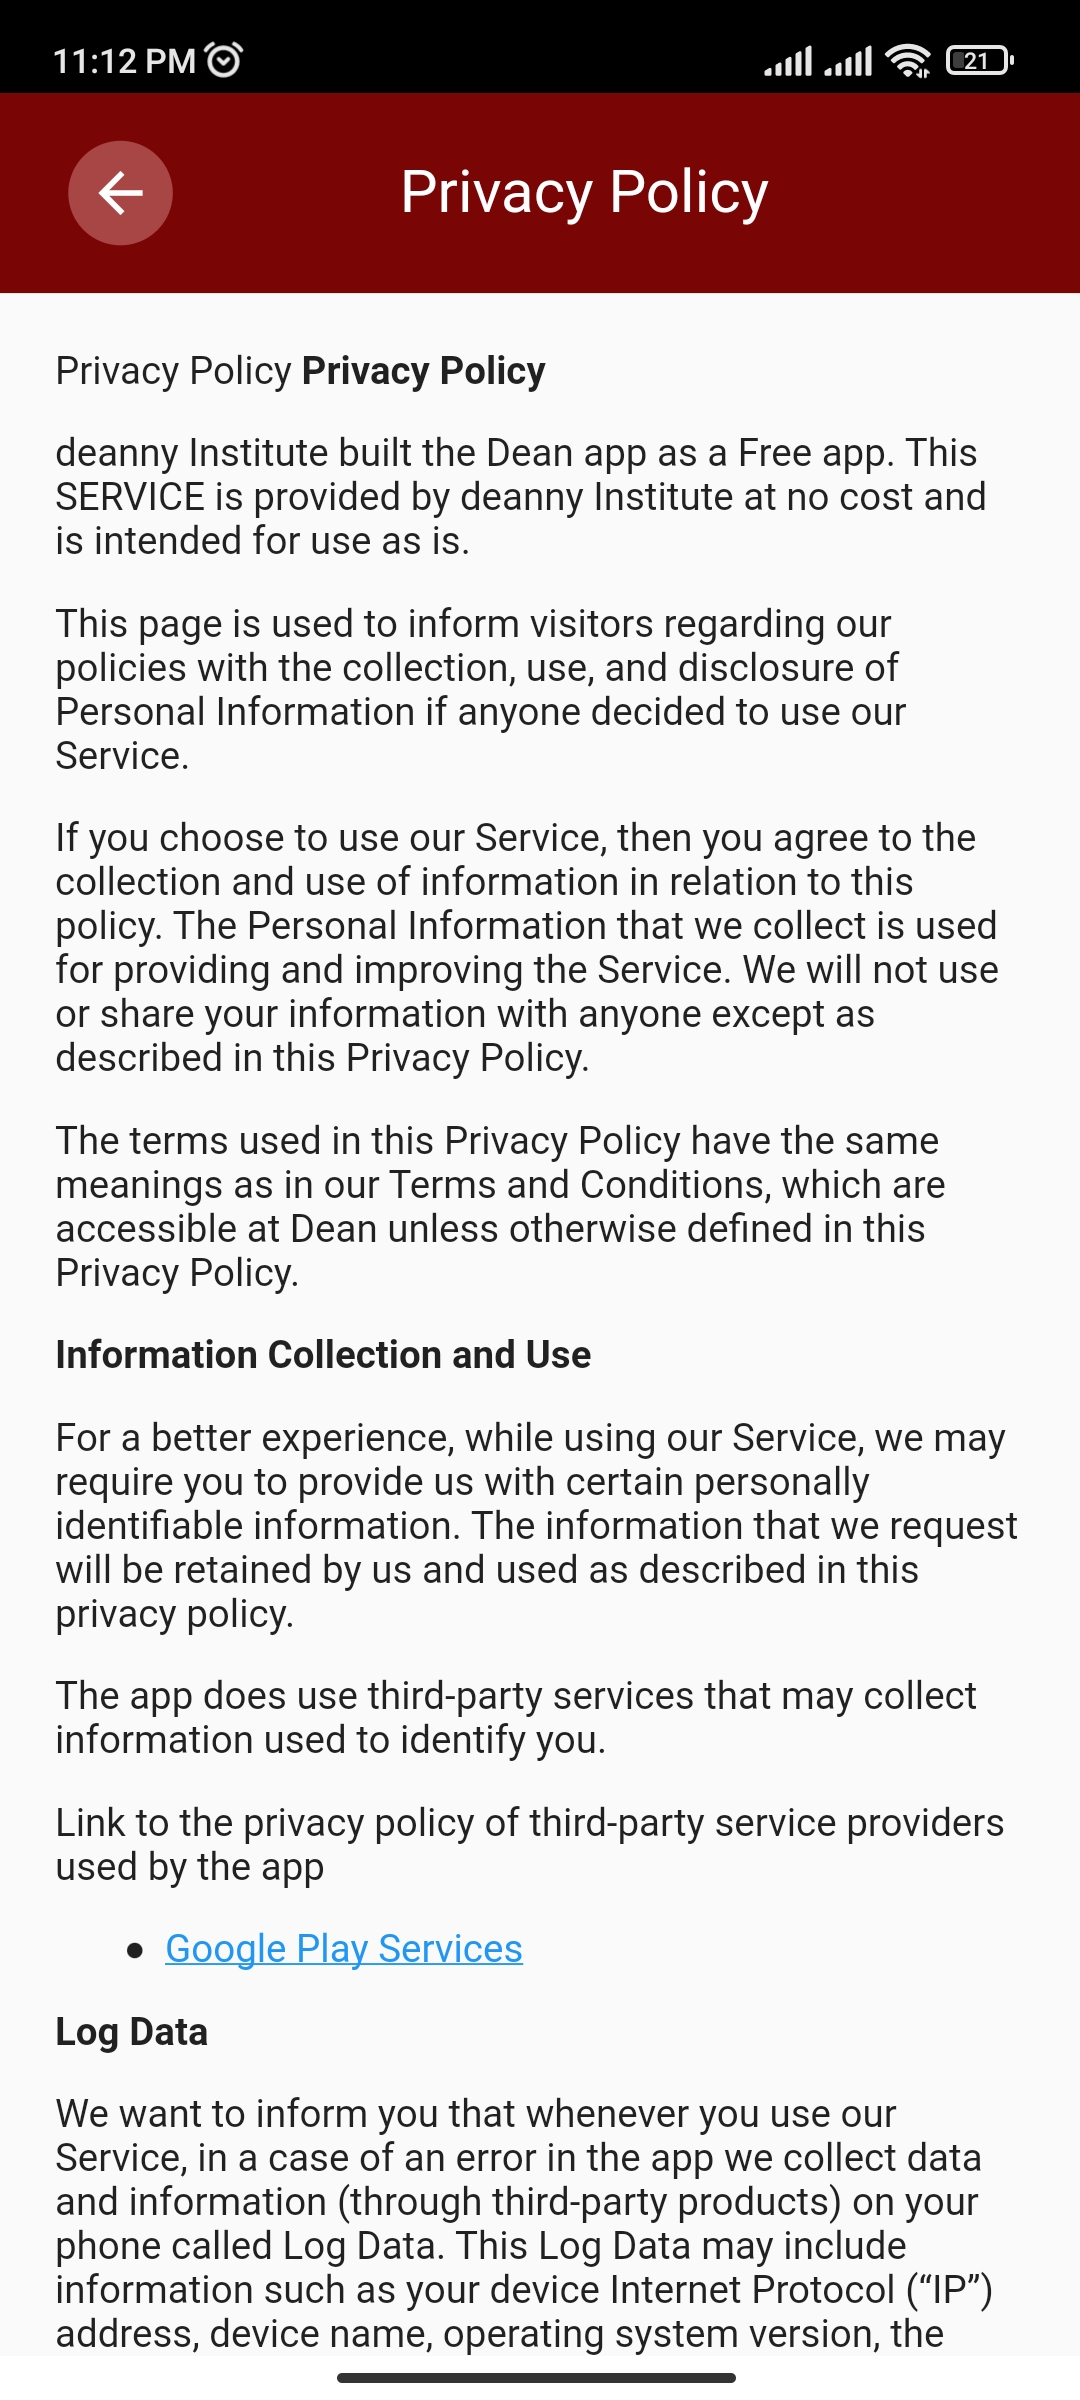 11:12 PM
21
Privacy Policy
Privacy Policy Privacy Policy
deanny Institute built the Dean app as a Free app. This
SERVICE is provided by deanny Institute at no cost and
is intended for use as is.
This page is used to inform visitors regarding our
policies with the collection, use, and disclosure of
Personal Information if anyone decided to use our
Service.
If you choose to use our Service, then you agree to the
collection and use of information in relation to this
policy. The Personal Information that we collect is used
for providing and improving the Service. We will not use
or share your information with anyone except as
described in this Privacy Policy.
The terms used in this Privacy Policy have the same
meanings as in our Terms and Conditions, which are
accessible at Dean unless otherwise defined in this
Privacy Policy.
Information Collection and Use
For a better experience, while using our Service, we may
require you to provide us with certain personally
identifiable information. The information that we request
will be retained by us and used as described in this
privacy policy.
The app does use third-party services that may collect
information used to identify you.
Link to the privacy policy of third-party service providers
used by the app
● Google Play Services
Log Data
We want to inform you that whenever you use our
Service, in a case of an error in the app we collect data
and information (through third-party products) on your
phone called Log Data. This Log Data may include
information such as your device Internet Protocol (“IP”)
address, device name, operating system version, the